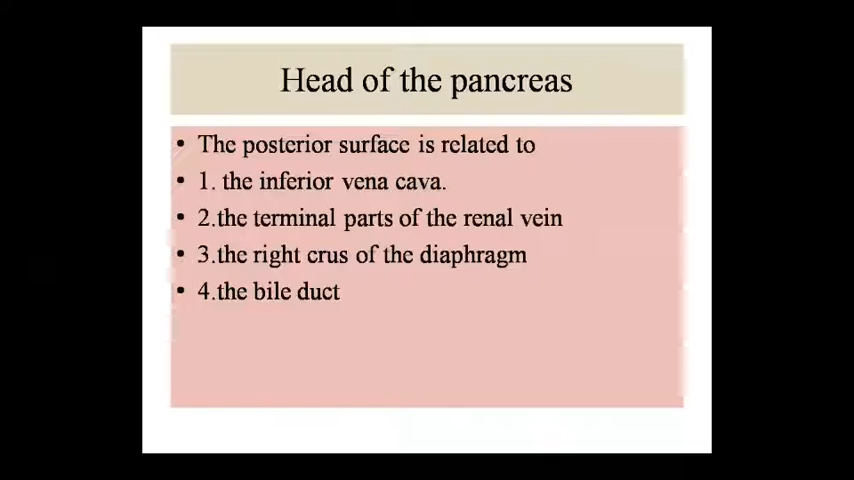 Head of the pancreas
• The posterior surface is related to
• 1. the inferior vena cava.
• 2.the terminal parts of the renal vein
• 3.the right crus of the diaphragm
• 4.the bile duct